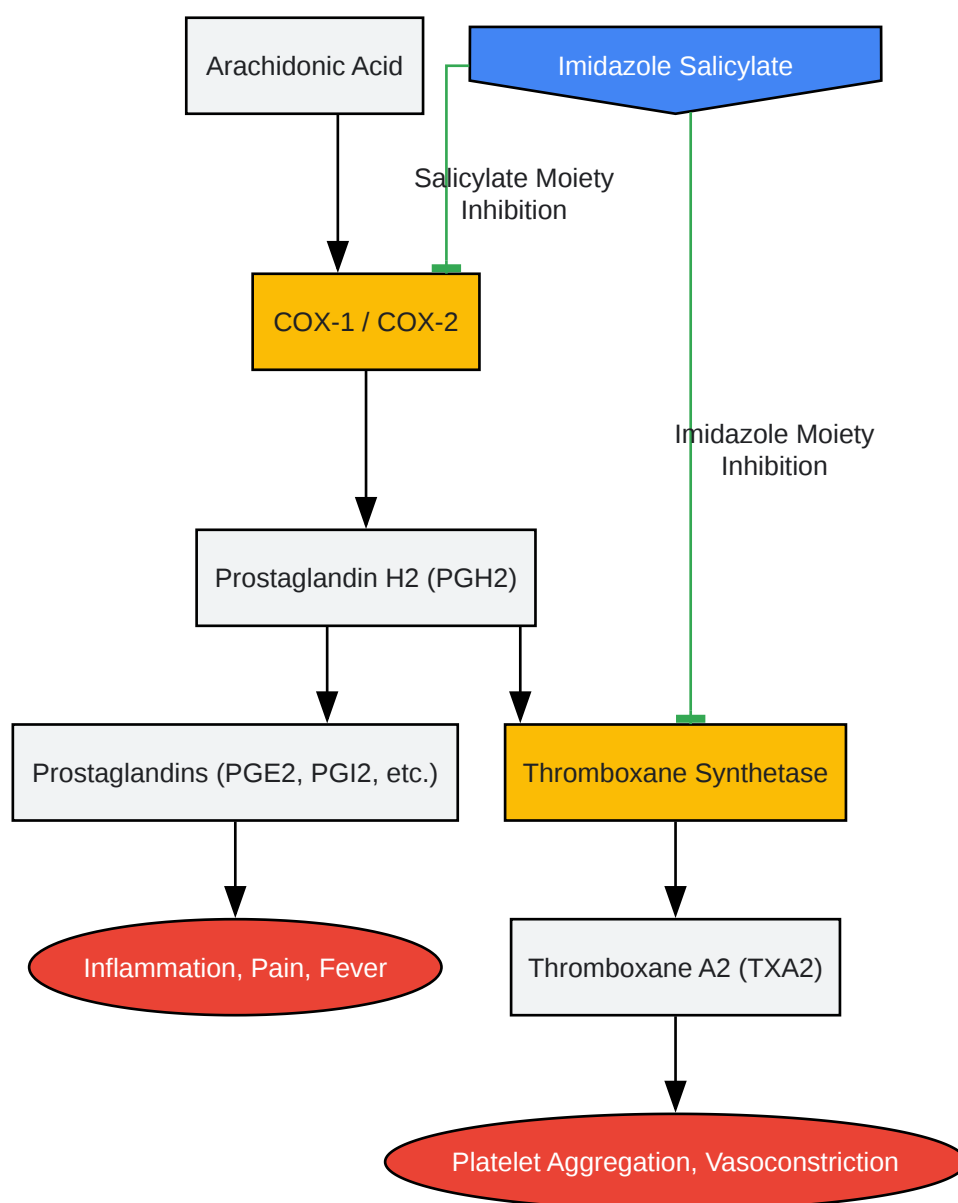 Arachidonic Acid
Imidazole Salicylate
Salicylate Moiety
Inhibition
COX-1 / COX-2
Imidazole Moiety
Inhibition
Prostaglandin H2 (PGH2)
Prostaglandins (PGE2, PGI2, etc.)
Thromboxane Synthetase
Inflammation, Pain, Fever
Thromboxane A2 (TXA2)
Platelet Aggregation, Vasoconstriction